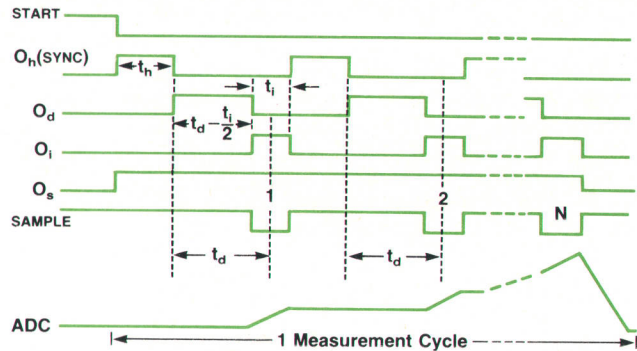 START
Oh(SYNC)
th
ti
Od
td − ti/2
Oi
1
2
Os
SAMPLE
N
td
td
ADC
1 Measurement Cycle